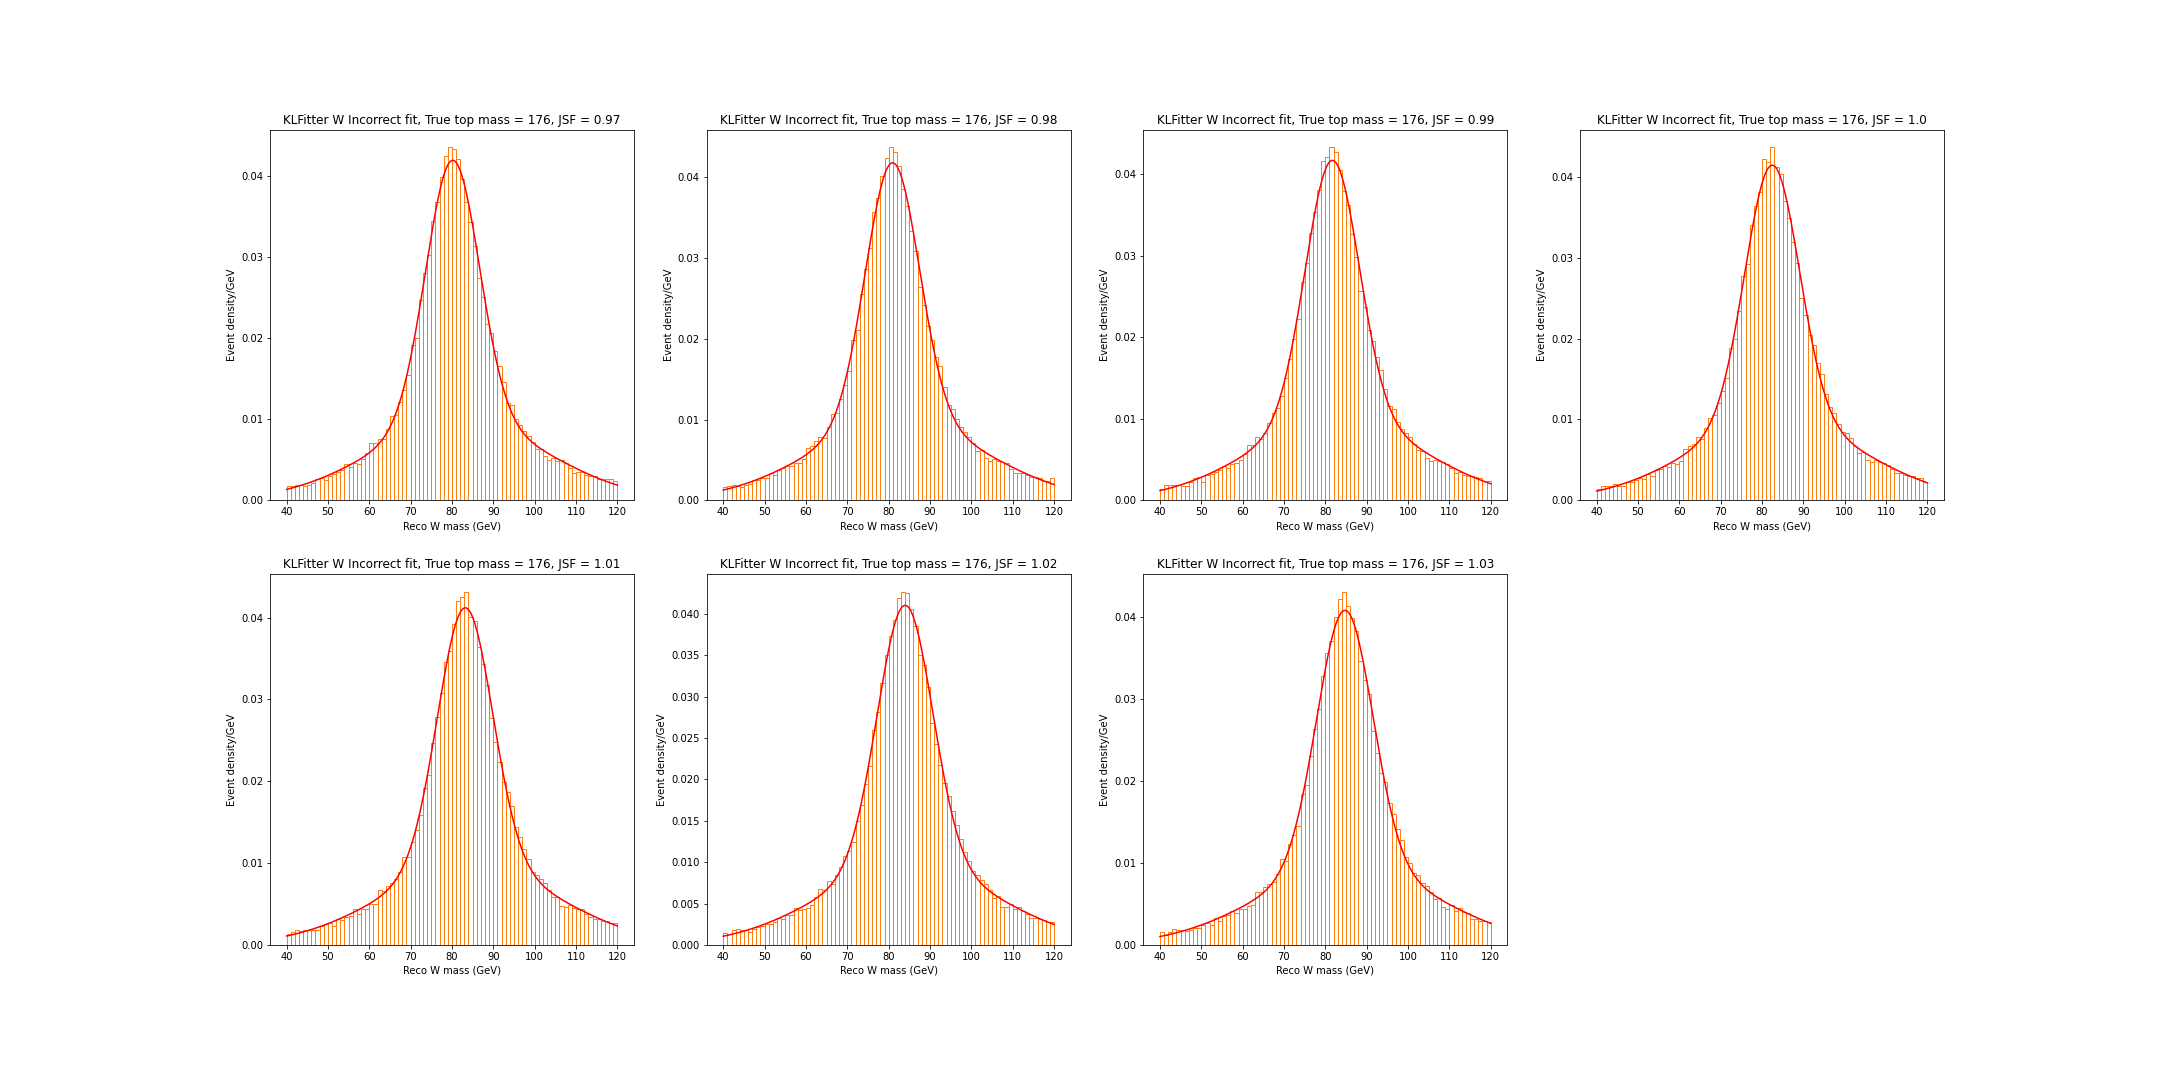 KLFitter W Incorrect fit, True top mass = 176, JSF = 0.97
0.04
0.03
0.02
0.01
0.00
Event density/GeV
40 50 60 70 80 90 100 110 120
Reco W mass (GeV)
KLFitter W Incorrect fit, True top mass = 176, JSF = 0.98
0.04
0.03
0.02
0.01
0.00
Event density/GeV
40 50 60 70 80 90 100 110 120
Reco W mass (GeV)
KLFitter W Incorrect fit, True top mass = 176, JSF = 0.99
0.04
0.03
0.02
0.01
0.00
Event density/GeV
40 50 60 70 80 90 100 110 120
Reco W mass (GeV)
KLFitter W Incorrect fit, True top mass = 176, JSF = 1.0
0.04
0.03
0.02
0.01
0.00
Event density/GeV
40 50 60 70 80 90 100 110 120
Reco W mass (GeV)
KLFitter W Incorrect fit, True top mass = 176, JSF = 1.01
0.04
0.03
0.02
0.01
0.00
Event density/GeV
40 50 60 70 80 90 100 110 120
Reco W mass (GeV)
KLFitter W Incorrect fit, True top mass = 176, JSF = 1.02
0.040
0.035
0.030
0.025
0.020
0.015
0.010
0.005
0.000
Event density/GeV
40 50 60 70 80 90 100 110 120
Reco W mass (GeV)
KLFitter W Incorrect fit, True top mass = 176, JSF = 1.03
0.04
0.03
0.02
0.01
0.00
Event density/GeV
40 50 60 70 80 90 100 110 120
Reco W mass (GeV)